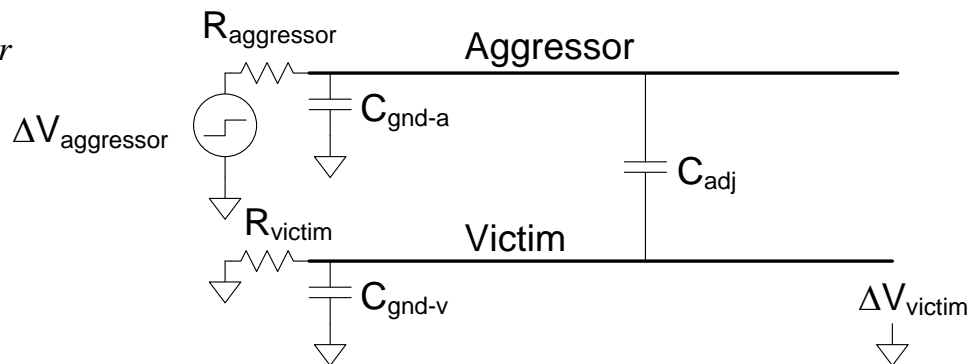 R_aggressor
r
Aggressor
C_gnd-a
ΔV_aggressor
C_adj
R_victim
Victim
C_gnd-v
ΔV_victim